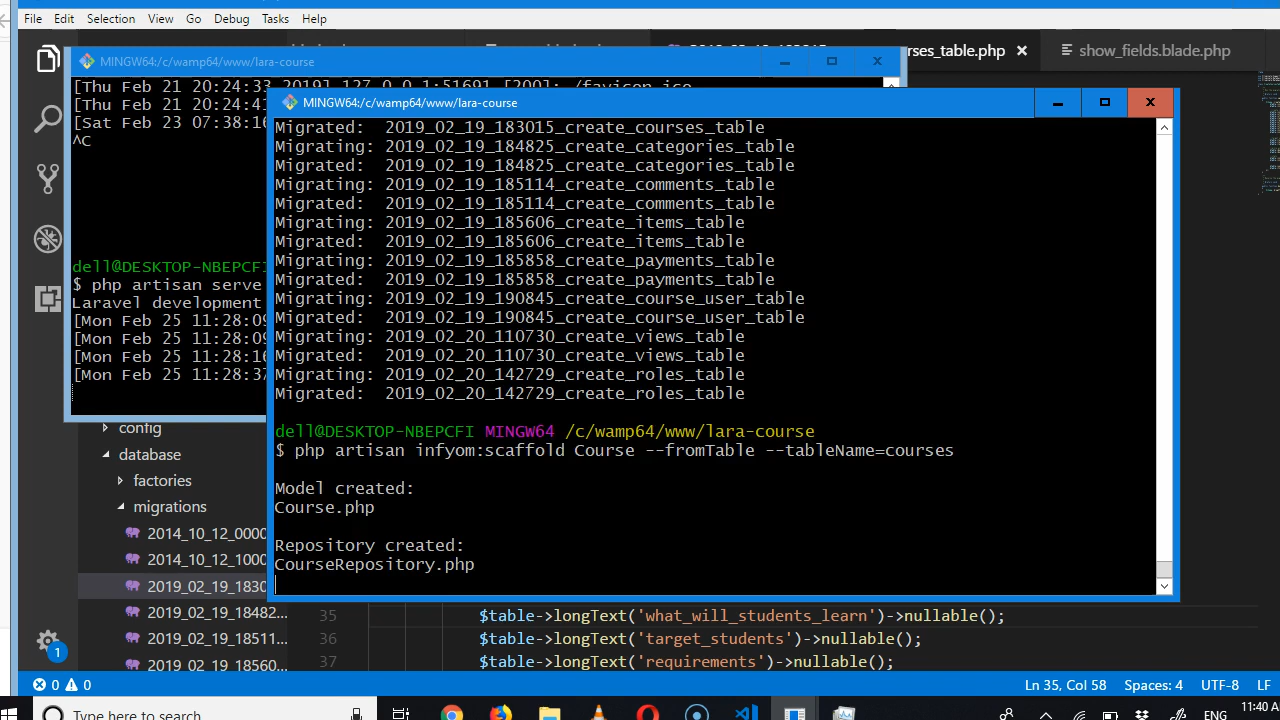 File Edit Selection View Go Debug Tasks Help
rses_table.php ✕ show_fields.blade.php
MINGW64:/c/wamp64/www/lara-course
[Thu Feb 21 20:24:33 2019] 127.0.0.1:51691 [200]: /favicon.ico
[Thu Feb 21 20:24:41
[Sat Feb 23 07:38:16
^C
dell@DESKTOP-NBEPCFI
$ php artisan serve
Laravel development
[Mon Feb 25 11:28:09
[Mon Feb 25 11:28:09
[Mon Feb 25 11:28:16
[Mon Feb 25 11:28:37
MINGW64:/c/wamp64/www/lara-course
Migrated:  2019_02_19_183015_create_courses_table
Migrating: 2019_02_19_184825_create_categories_table
Migrated:  2019_02_19_184825_create_categories_table
Migrating: 2019_02_19_185114_create_comments_table
Migrated:  2019_02_19_185114_create_comments_table
Migrating: 2019_02_19_185606_create_items_table
Migrated:  2019_02_19_185606_create_items_table
Migrating: 2019_02_19_185858_create_payments_table
Migrated:  2019_02_19_185858_create_payments_table
Migrating: 2019_02_19_190845_create_course_user_table
Migrated:  2019_02_19_190845_create_course_user_table
Migrating: 2019_02_20_110730_create_views_table
Migrated:  2019_02_20_110730_create_views_table
Migrating: 2019_02_20_142729_create_roles_table
Migrated:  2019_02_20_142729_create_roles_table
dell@DESKTOP-NBEPCFI MINGW64 /c/wamp64/www/lara-course
$ php artisan infyom:scaffold Course --fromTable --tableName=courses
Model created:
Course.php
Repository created:
CourseRepository.php
config
database
factories
migrations
2014_10_12_0000
2014_10_12_1000
2019_02_19_1830
2019_02_19_18482...
2019_02_19_18511...
2019_02_19_18560...
35 $table->longText('what_will_students_learn')->nullable();
36 $table->longText('target_students')->nullable();
37 $table->longText('requirements')->nullable();
1
0 0 Ln 35, Col 58 Spaces: 4 UTF-8 LF
Type here to search ENG 11:40 A